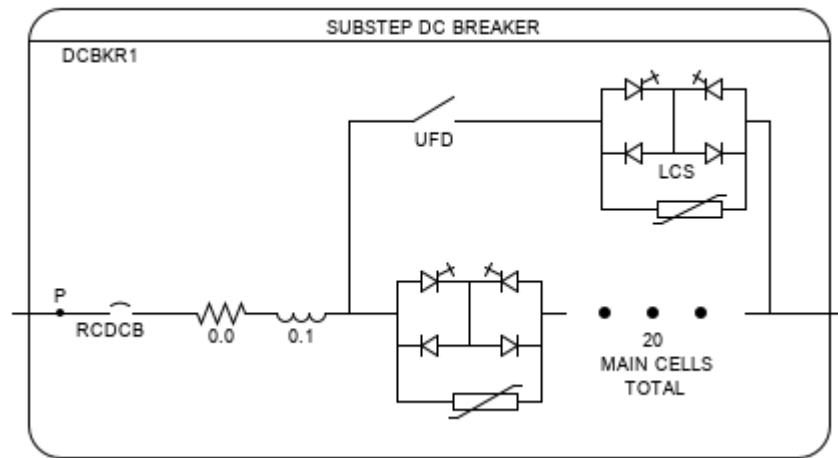 SUBSTEP DC BREAKER
DCBKR1
UFD
LCS
P
RCDCB
0.0
0.1
20
MAIN CELLS
TOTAL